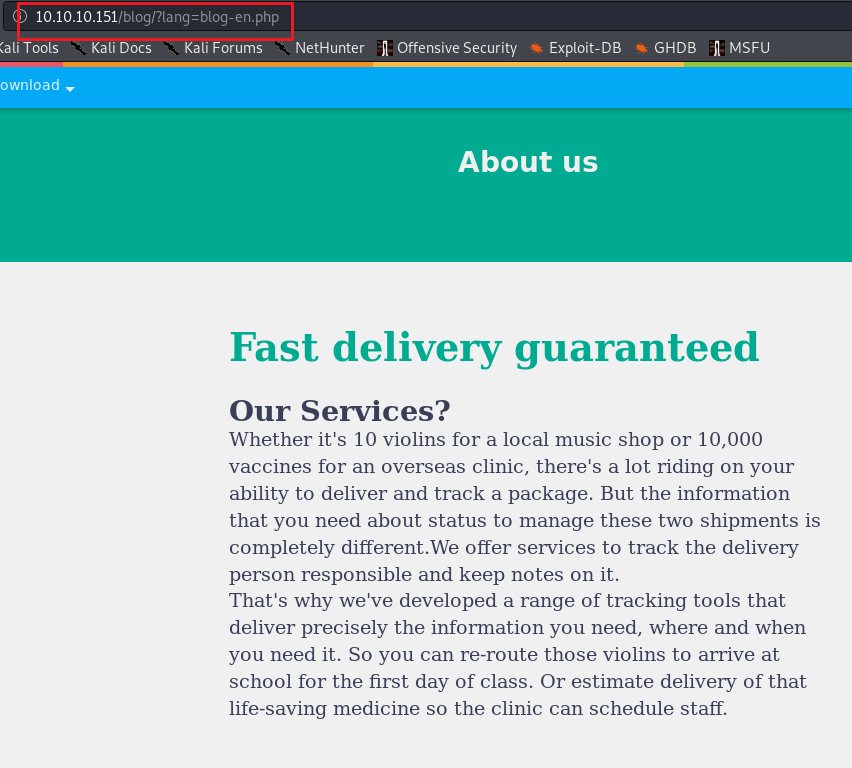 10.10.10.151/blog/?lang=blog-en.php
Kali Tools Kali Docs Kali Forums NetHunter Offensive Security Exploit-DB GHDB MSFU
ownload
About us
Fast delivery guaranteed
Our Services?
Whether it's 10 violins for a local music shop or 10,000
vaccines for an overseas clinic, there's a lot riding on your
ability to deliver and track a package. But the information
that you need about status to manage these two shipments is
completely different.We offer services to track the delivery
person responsible and keep notes on it.
That's why we've developed a range of tracking tools that
deliver precisely the information you need, where and when
you need it. So you can re-route those violins to arrive at
school for the first day of class. Or estimate delivery of that
life-saving medicine so the clinic can schedule staff.